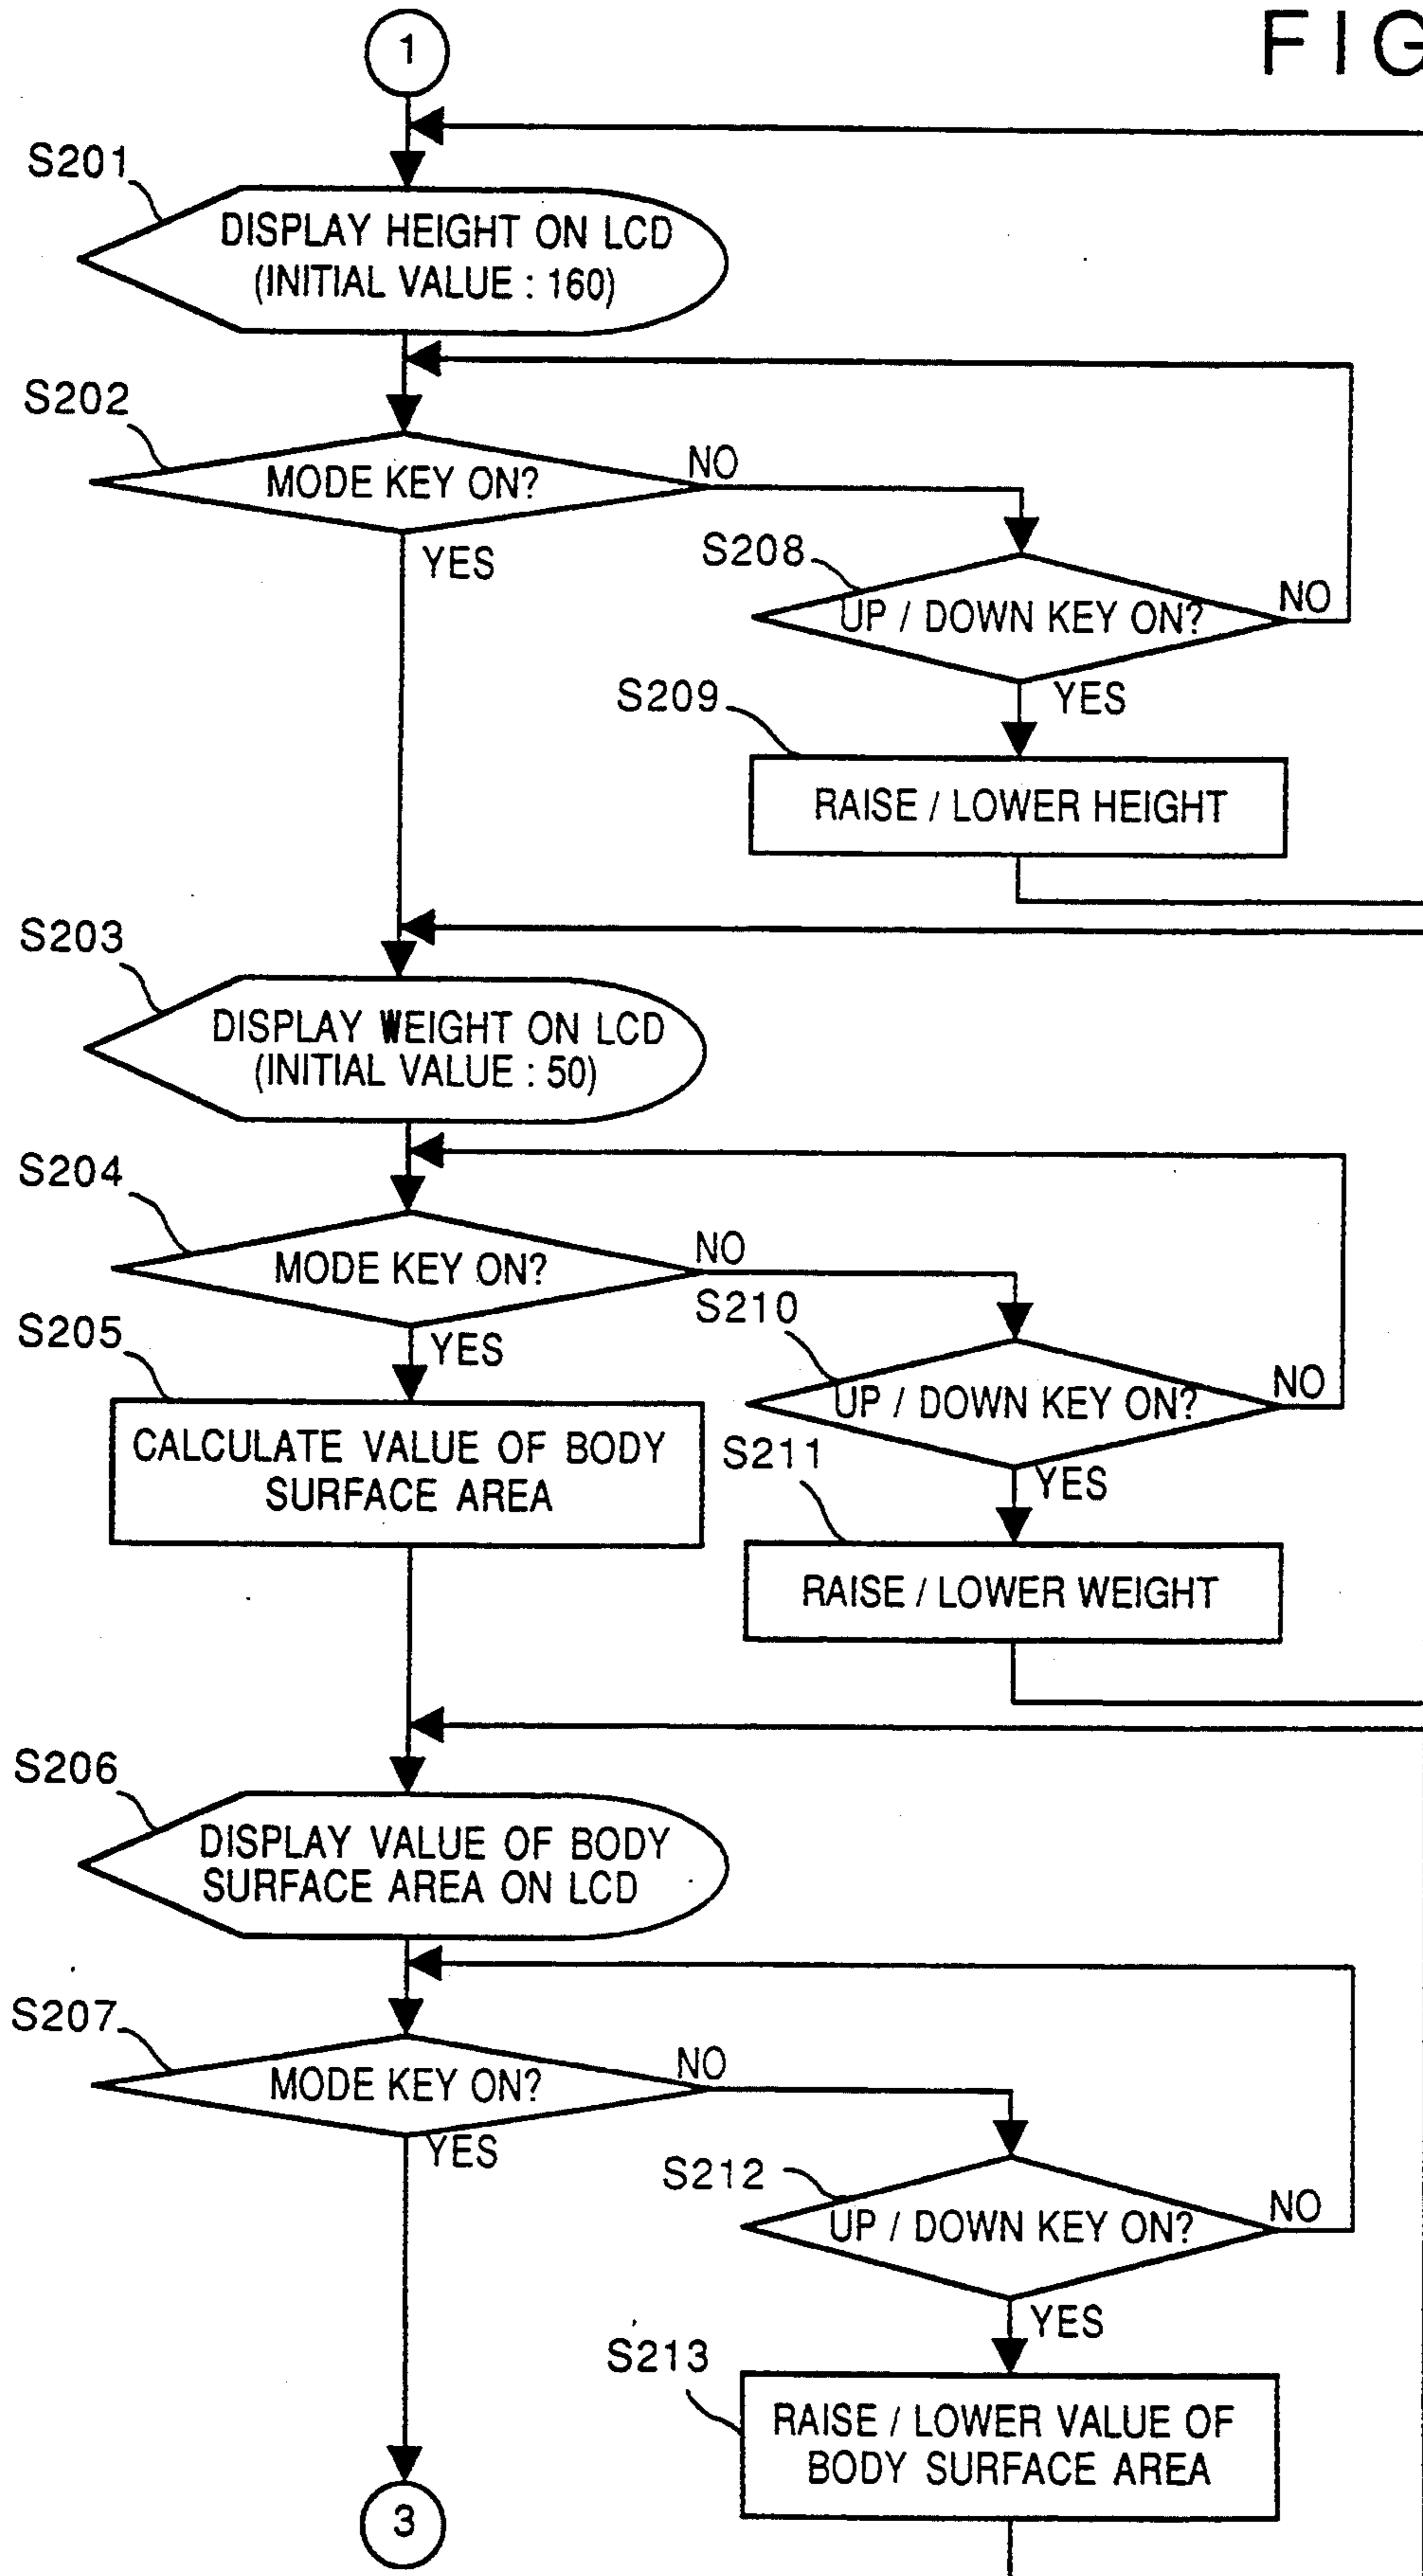 FIG
1
S201
DISPLAY HEIGHT ON LCD
(INITIAL VALUE : 160)
S202
MODE KEY ON?
NO
YES
S208
UP / DOWN KEY ON?
NO
YES
S209
RAISE / LOWER HEIGHT
S203
DISPLAY WEIGHT ON LCD
(INITIAL VALUE : 50)
S204
MODE KEY ON?
NO
YES
S210
UP / DOWN KEY ON?
NO
YES
S205
CALCULATE VALUE OF BODY
SURFACE AREA
S211
RAISE / LOWER WEIGHT
S206
DISPLAY VALUE OF BODY
SURFACE AREA ON LCD
S207
MODE KEY ON?
NO
YES
S212
UP / DOWN KEY ON?
NO
YES
S213
RAISE / LOWER VALUE OF
BODY SURFACE AREA
3